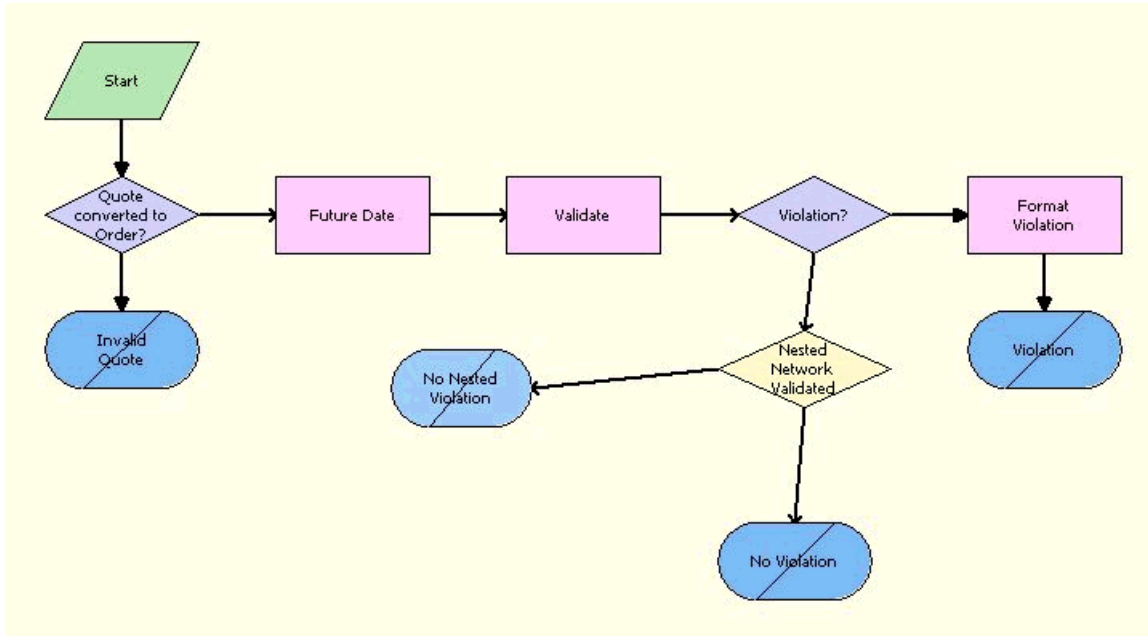 Start
Quote
converted to
Order?
Future Date
Validate
Violation?
Format
Violation
Invalid
Quote
No Nested
Violation
Nested
Network
Validated
Violation
No Violation